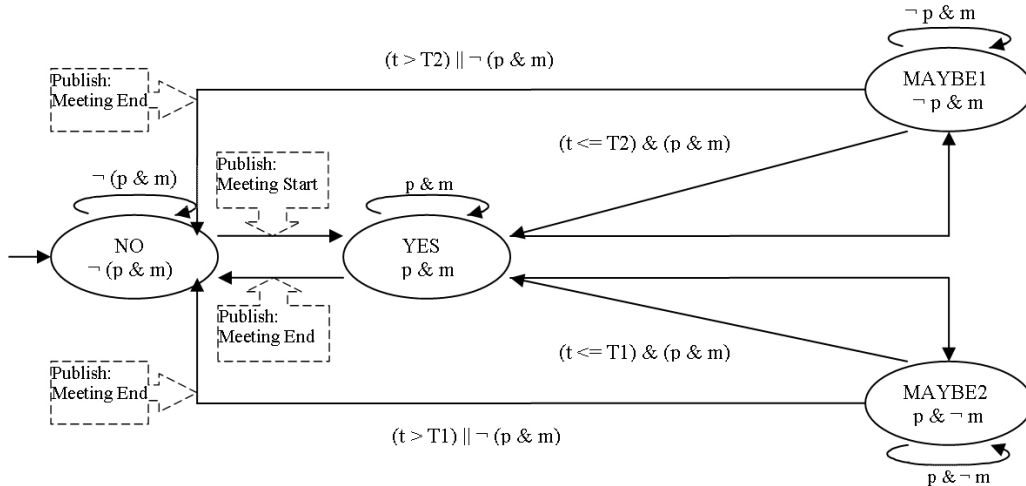 ¬ p & m
(t > T2) || ¬ (p & m)
Publish:
Meeting End
MAYBE1
¬ p & m
(t <= T2) & (p & m)
Publish:
Meeting Start
¬ (p & m)
p & m
NO
¬ (p & m)
YES
p & m
Publish:
Meeting End
(t <= T1) & (p & m)
Publish:
Meeting End
MAYBE2
p & ¬ m
(t > T1) || ¬ (p & m)
p & ¬ m